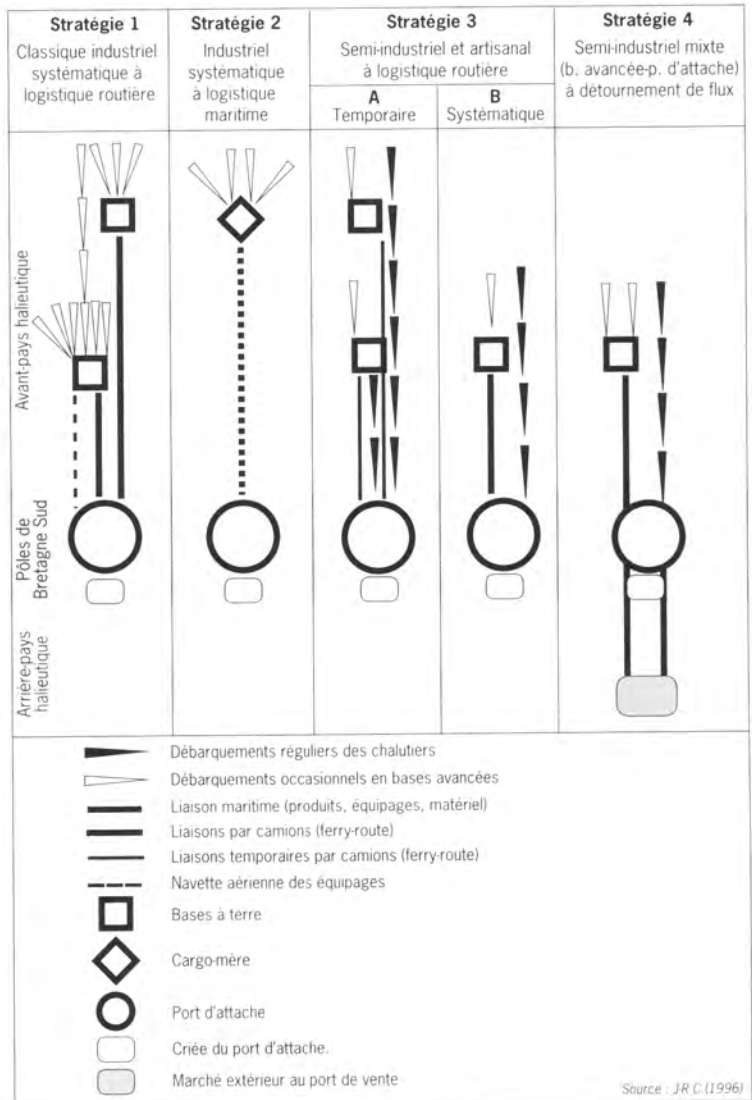 Stratégie 1
Classique industriel
systématique à
logistique routière
Stratégie 2
Industriel
systématique
à logistique
maritime
Stratégie 3
Semi-industriel et artisanal
à logistique routière
A
Temporaire
B
Systématique
Stratégie 4
Semi-industriel mixte
(b. avancée-p. d'attache)
à détournement de flux
Avant-pays halieutique
Pôles de
Bretagne Sud
Arrière-pays
halieutique
Débarquements réguliers des chalutiers
Débarquements occasionnels en bases avancées
Liaison maritime (produits, équipages, matériel)
Liaisons par camions (ferry-route)
Liaisons temporaires par camions (ferry-route)
Navette aérienne des équipages
Bases à terre
Cargo-mère
Port d'attache
Criée du port d'attache.
Marché extérieur au port de vente
Source : J-R C (1996)